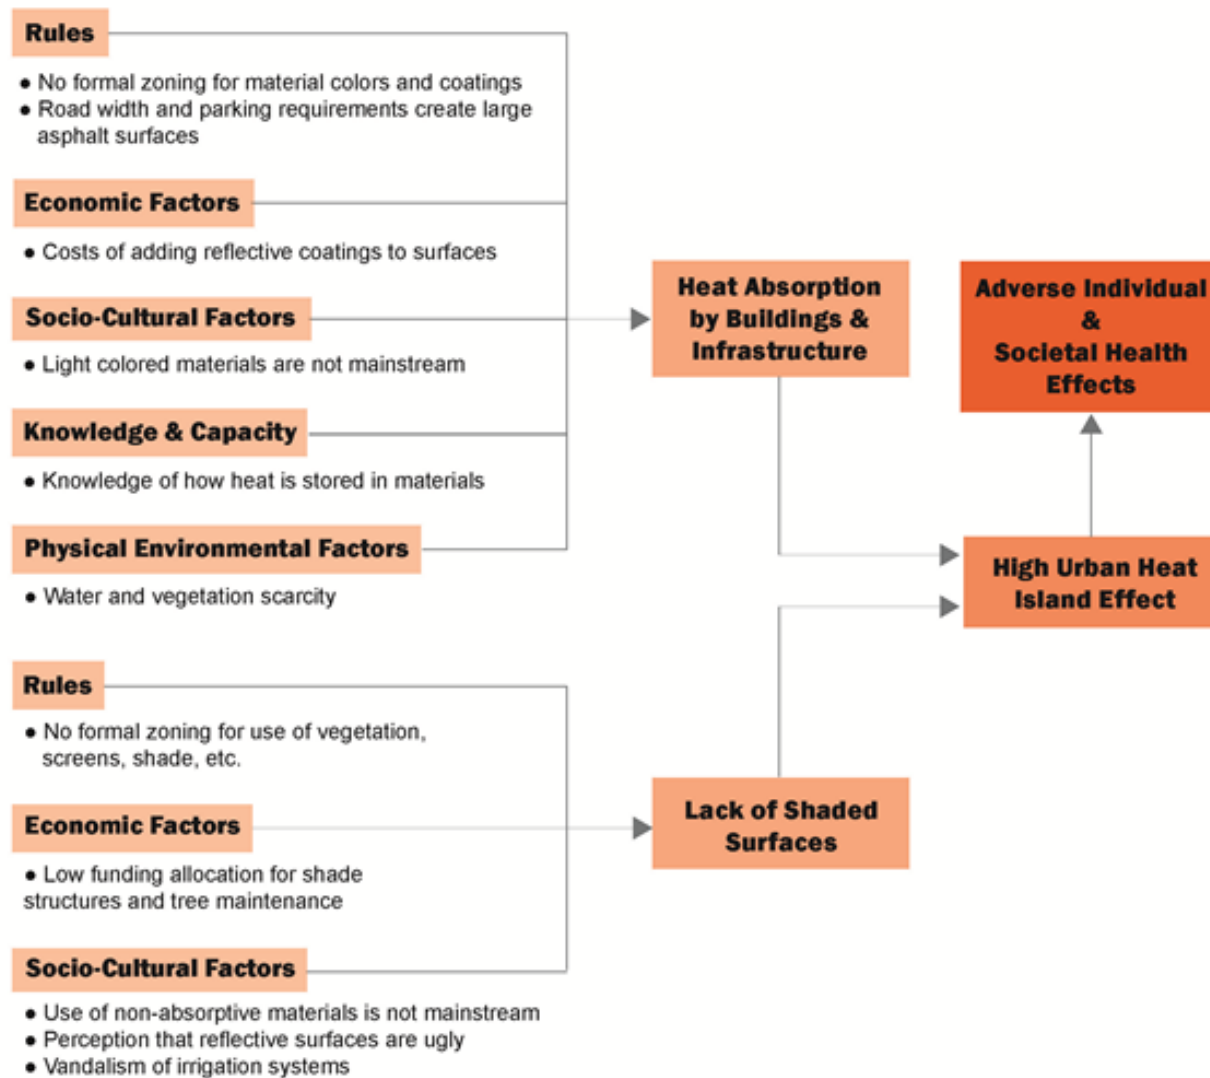 Rules
● No formal zoning for material colors and coatings
● Road width and parking requirements create large
asphalt surfaces
Economic Factors
● Costs of adding reflective coatings to surfaces
Socio-Cultural Factors
● Light colored materials are not mainstream
Knowledge & Capacity
● Knowledge of how heat is stored in materials
Physical Environmental Factors
● Water and vegetation scarcity
Rules
● No formal zoning for use of vegetation,
screens, shade, etc.
Economic Factors
● Low funding allocation for shade
structures and tree maintenance
Socio-Cultural Factors
● Use of non-absorptive materials is not mainstream
● Perception that reflective surfaces are ugly
● Vandalism of irrigation systems
Heat Absorption
by Buildings &
Infrastructure
Lack of Shaded
Surfaces
High Urban Heat
Island Effect
Adverse Individual
&
Societal Health
Effects